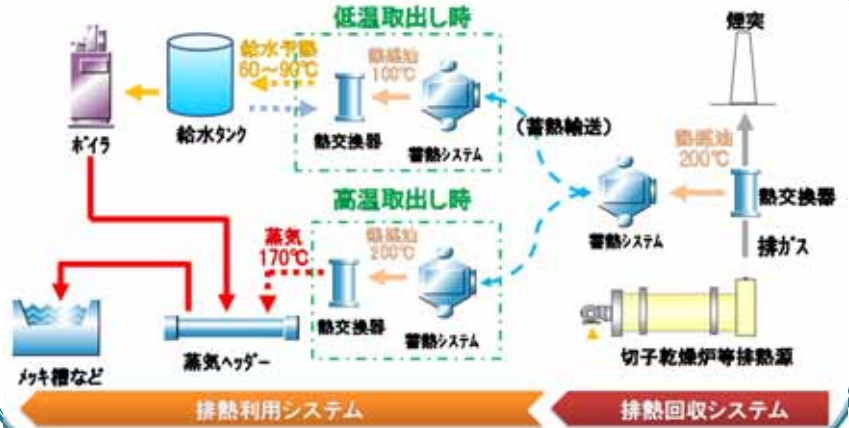 低温取出し時
煙突
給水予熱
60～90℃
熱媒油
100℃
ボイラ
給水タンク
熱交換器
蓄熱システム
（蓄熱輸送）
熱媒油
200℃
高温取出し時
熱交換器
蓄熱システム
排ガス
蒸気
170℃
熱媒油
200℃
熱交換器
蓄熱システム
メッキ槽など
蒸気ヘッダー
切子乾燥炉等排熱源
排熱利用システム
排熱回収システム